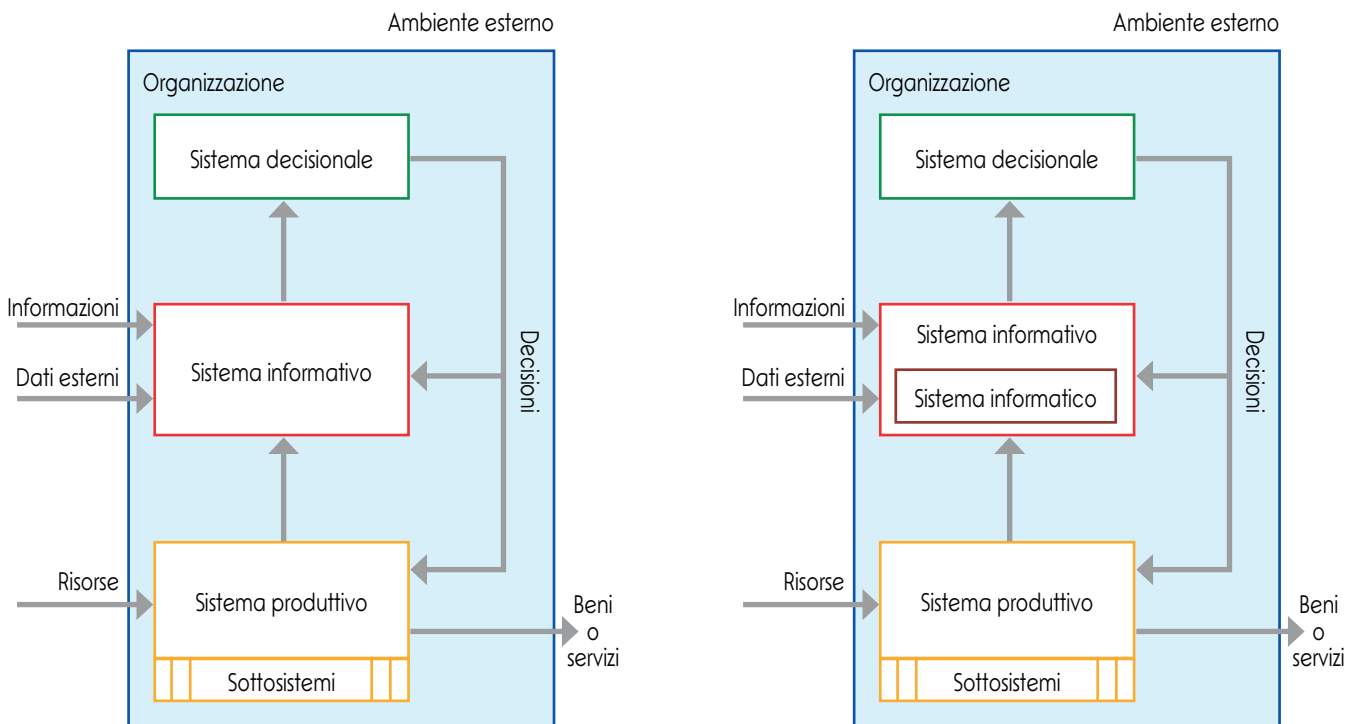 Ambiente esterno
Organizzazione
Sistema decisionale
Informazioni
Dati esterni
Sistema informativo
Decisioni
Risorse
Sistema produttivo
Sottosistemi
Beni
o
servizi
Ambiente esterno
Organizzazione
Sistema decisionale
Informazioni
Dati esterni
Sistema informativo
Sistema informatico
Decisioni
Risorse
Sistema produttivo
Sottosistemi
Beni
o
servizi